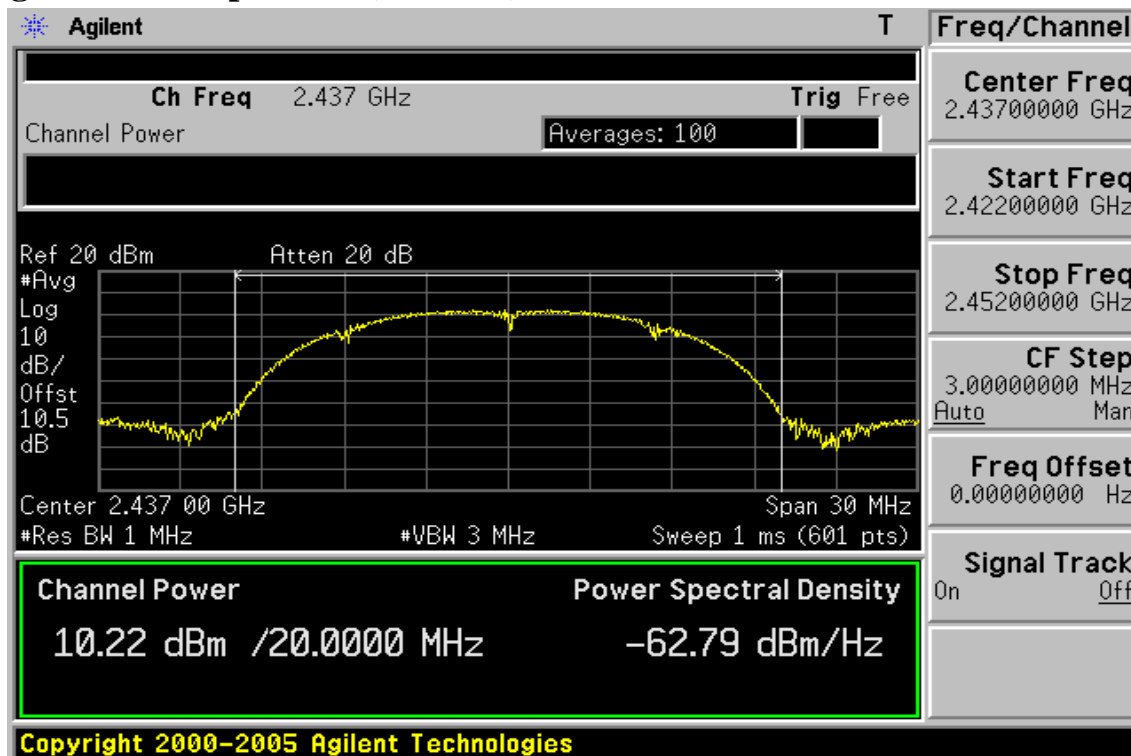 Agilent T Freq/Channel
Ch Freq 2.437 GHz Trig Free
Channel Power Averages: 100
Ref 20 dBm Atten 20 dB
#Avg
Log
10
dB/
Offst
10.5
dB
Center 2.437 00 GHz Span 30 MHz
#Res BW 1 MHz #VBW 3 MHz Sweep 1 ms (601 pts)
Channel Power Power Spectral Density
10.22 dBm /20.0000 MHz -62.79 dBm/Hz
Copyright 2000-2005 Agilent Technologies
Center Freq
2.43700000 GHz
Start Freq
2.42200000 GHz
Stop Freq
2.45200000 GHz
CF Step
3.00000000 MHz
Auto Man
Freq Offset
0.00000000 Hz
Signal Track
On Off